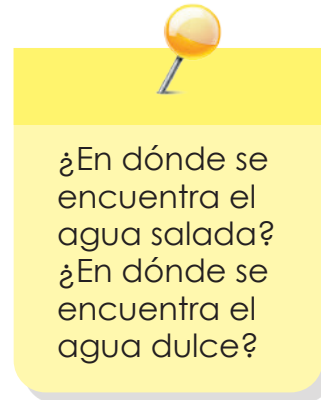 ¿En dónde se
encuentra el
agua salada?
¿En dónde se
encuentra el
agua dulce?